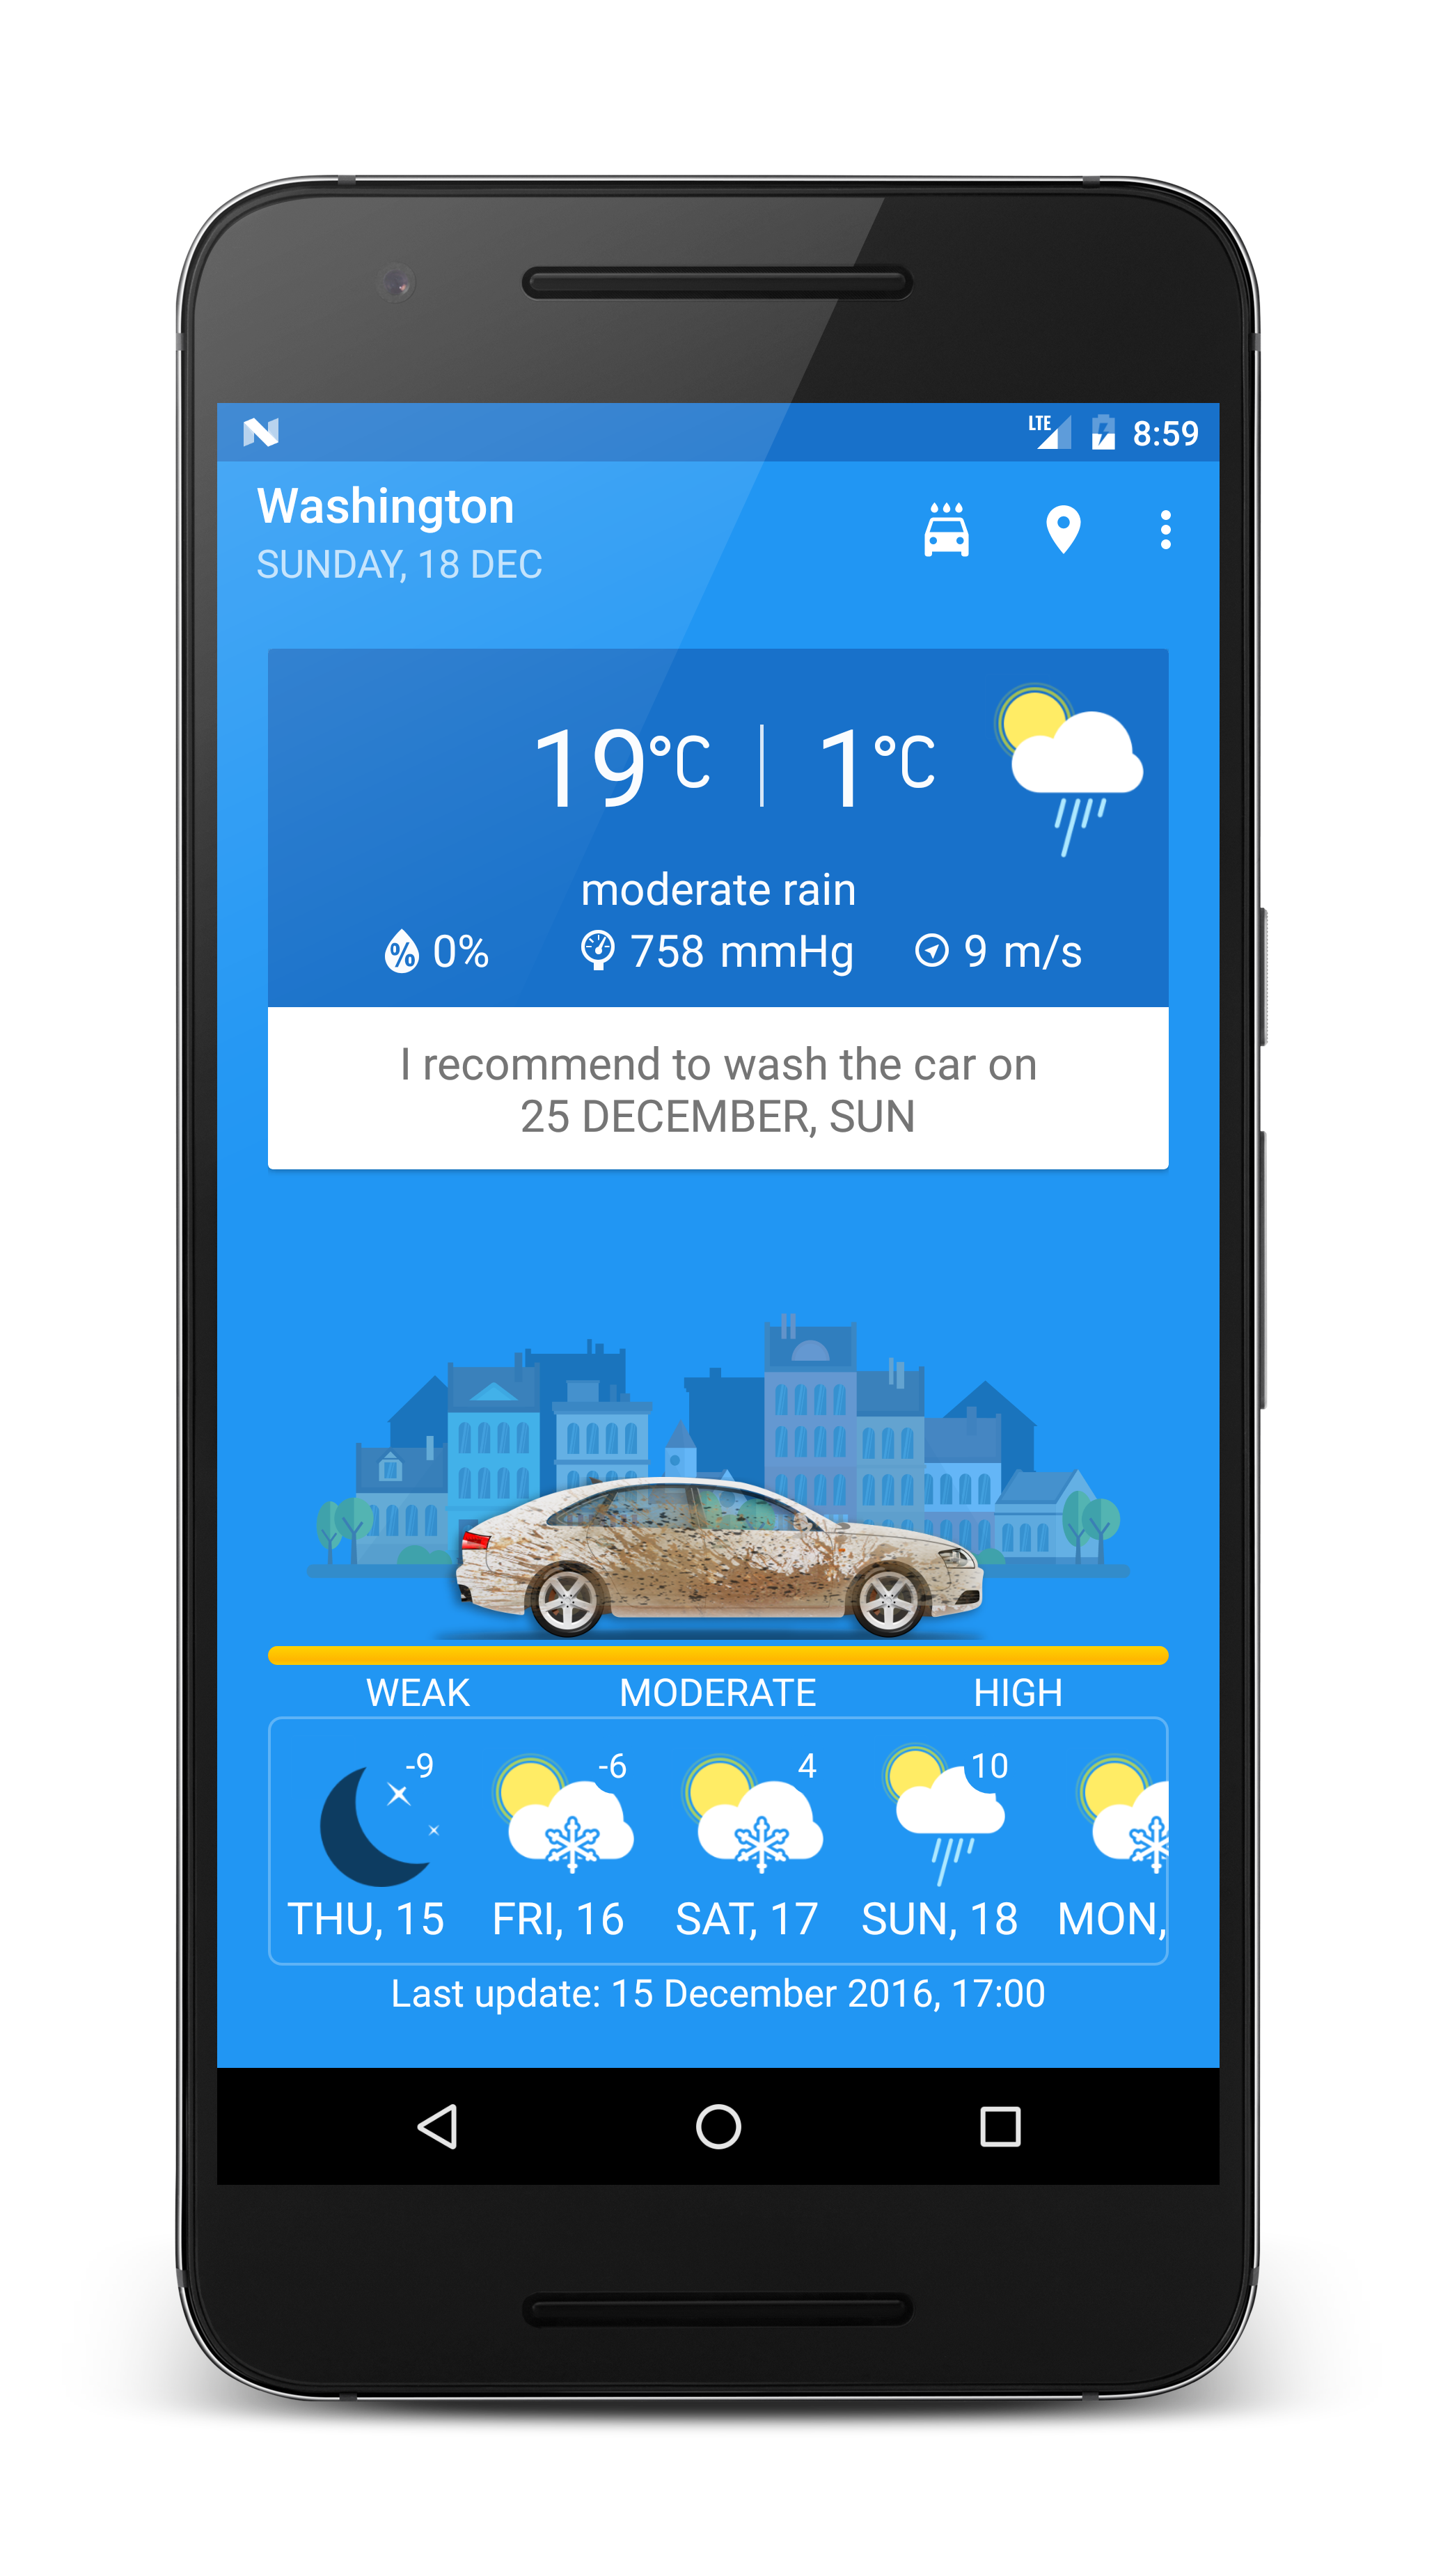 LTE 8:59
Washington
SUNDAY, 18 DEC
19°C | 1°C
moderate rain
% 0% 758 mmHg 9 m/s
I recommend to wash the car on
25 DECEMBER, SUN
WEAK MODERATE HIGH
-9 -6 4 10
THU, 15 FRI, 16 SAT, 17 SUN, 18 MON,
Last update: 15 December 2016, 17:00